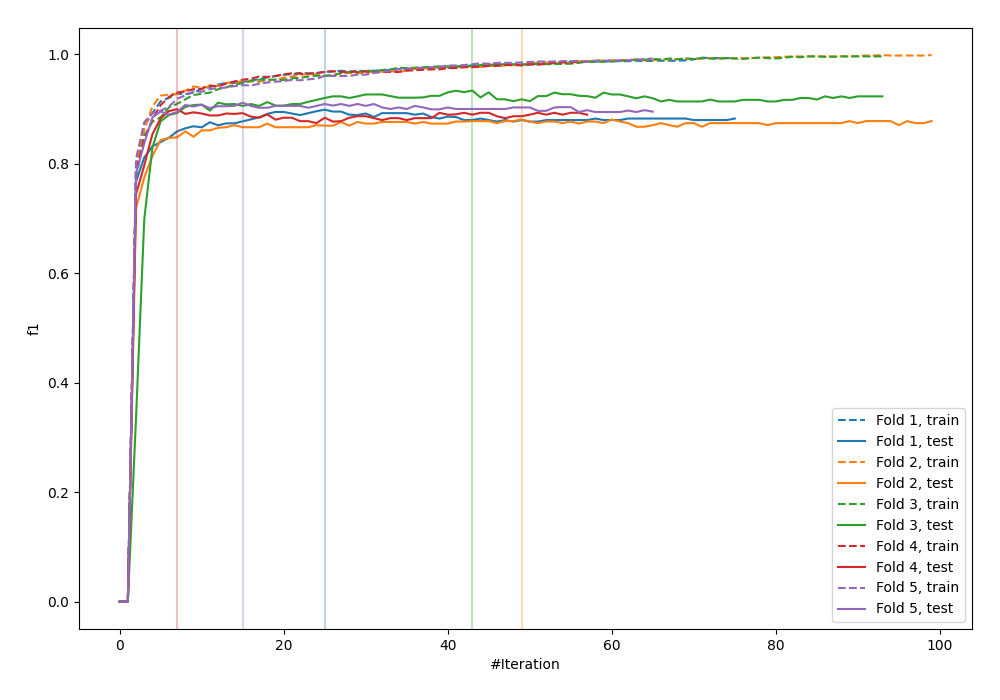 1.0
0.8
0.6
0.4
0.2
0.0
f1
0
20
40
60
80
100
#Iteration
Fold 1, train
Fold 1, test
Fold 2, train
Fold 2, test
Fold 3, train
Fold 3, test
Fold 4, train
Fold 4, test
Fold 5, train
Fold 5, test